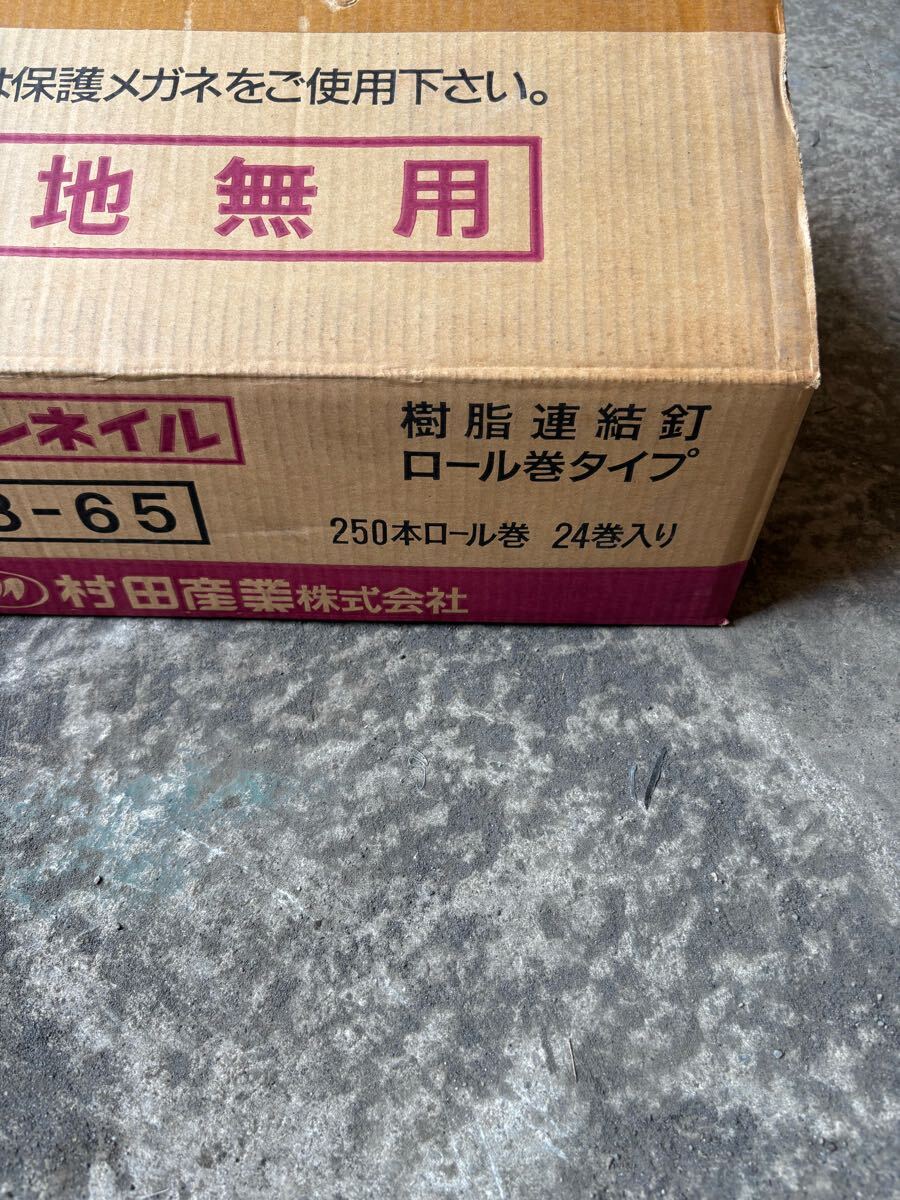 は保護メガネをご使用下さい。
地無用
ンネイル
樹脂連結釘
ロール巻タイプ
-65
250本ロール巻 24巻入り
村田産業株式会社